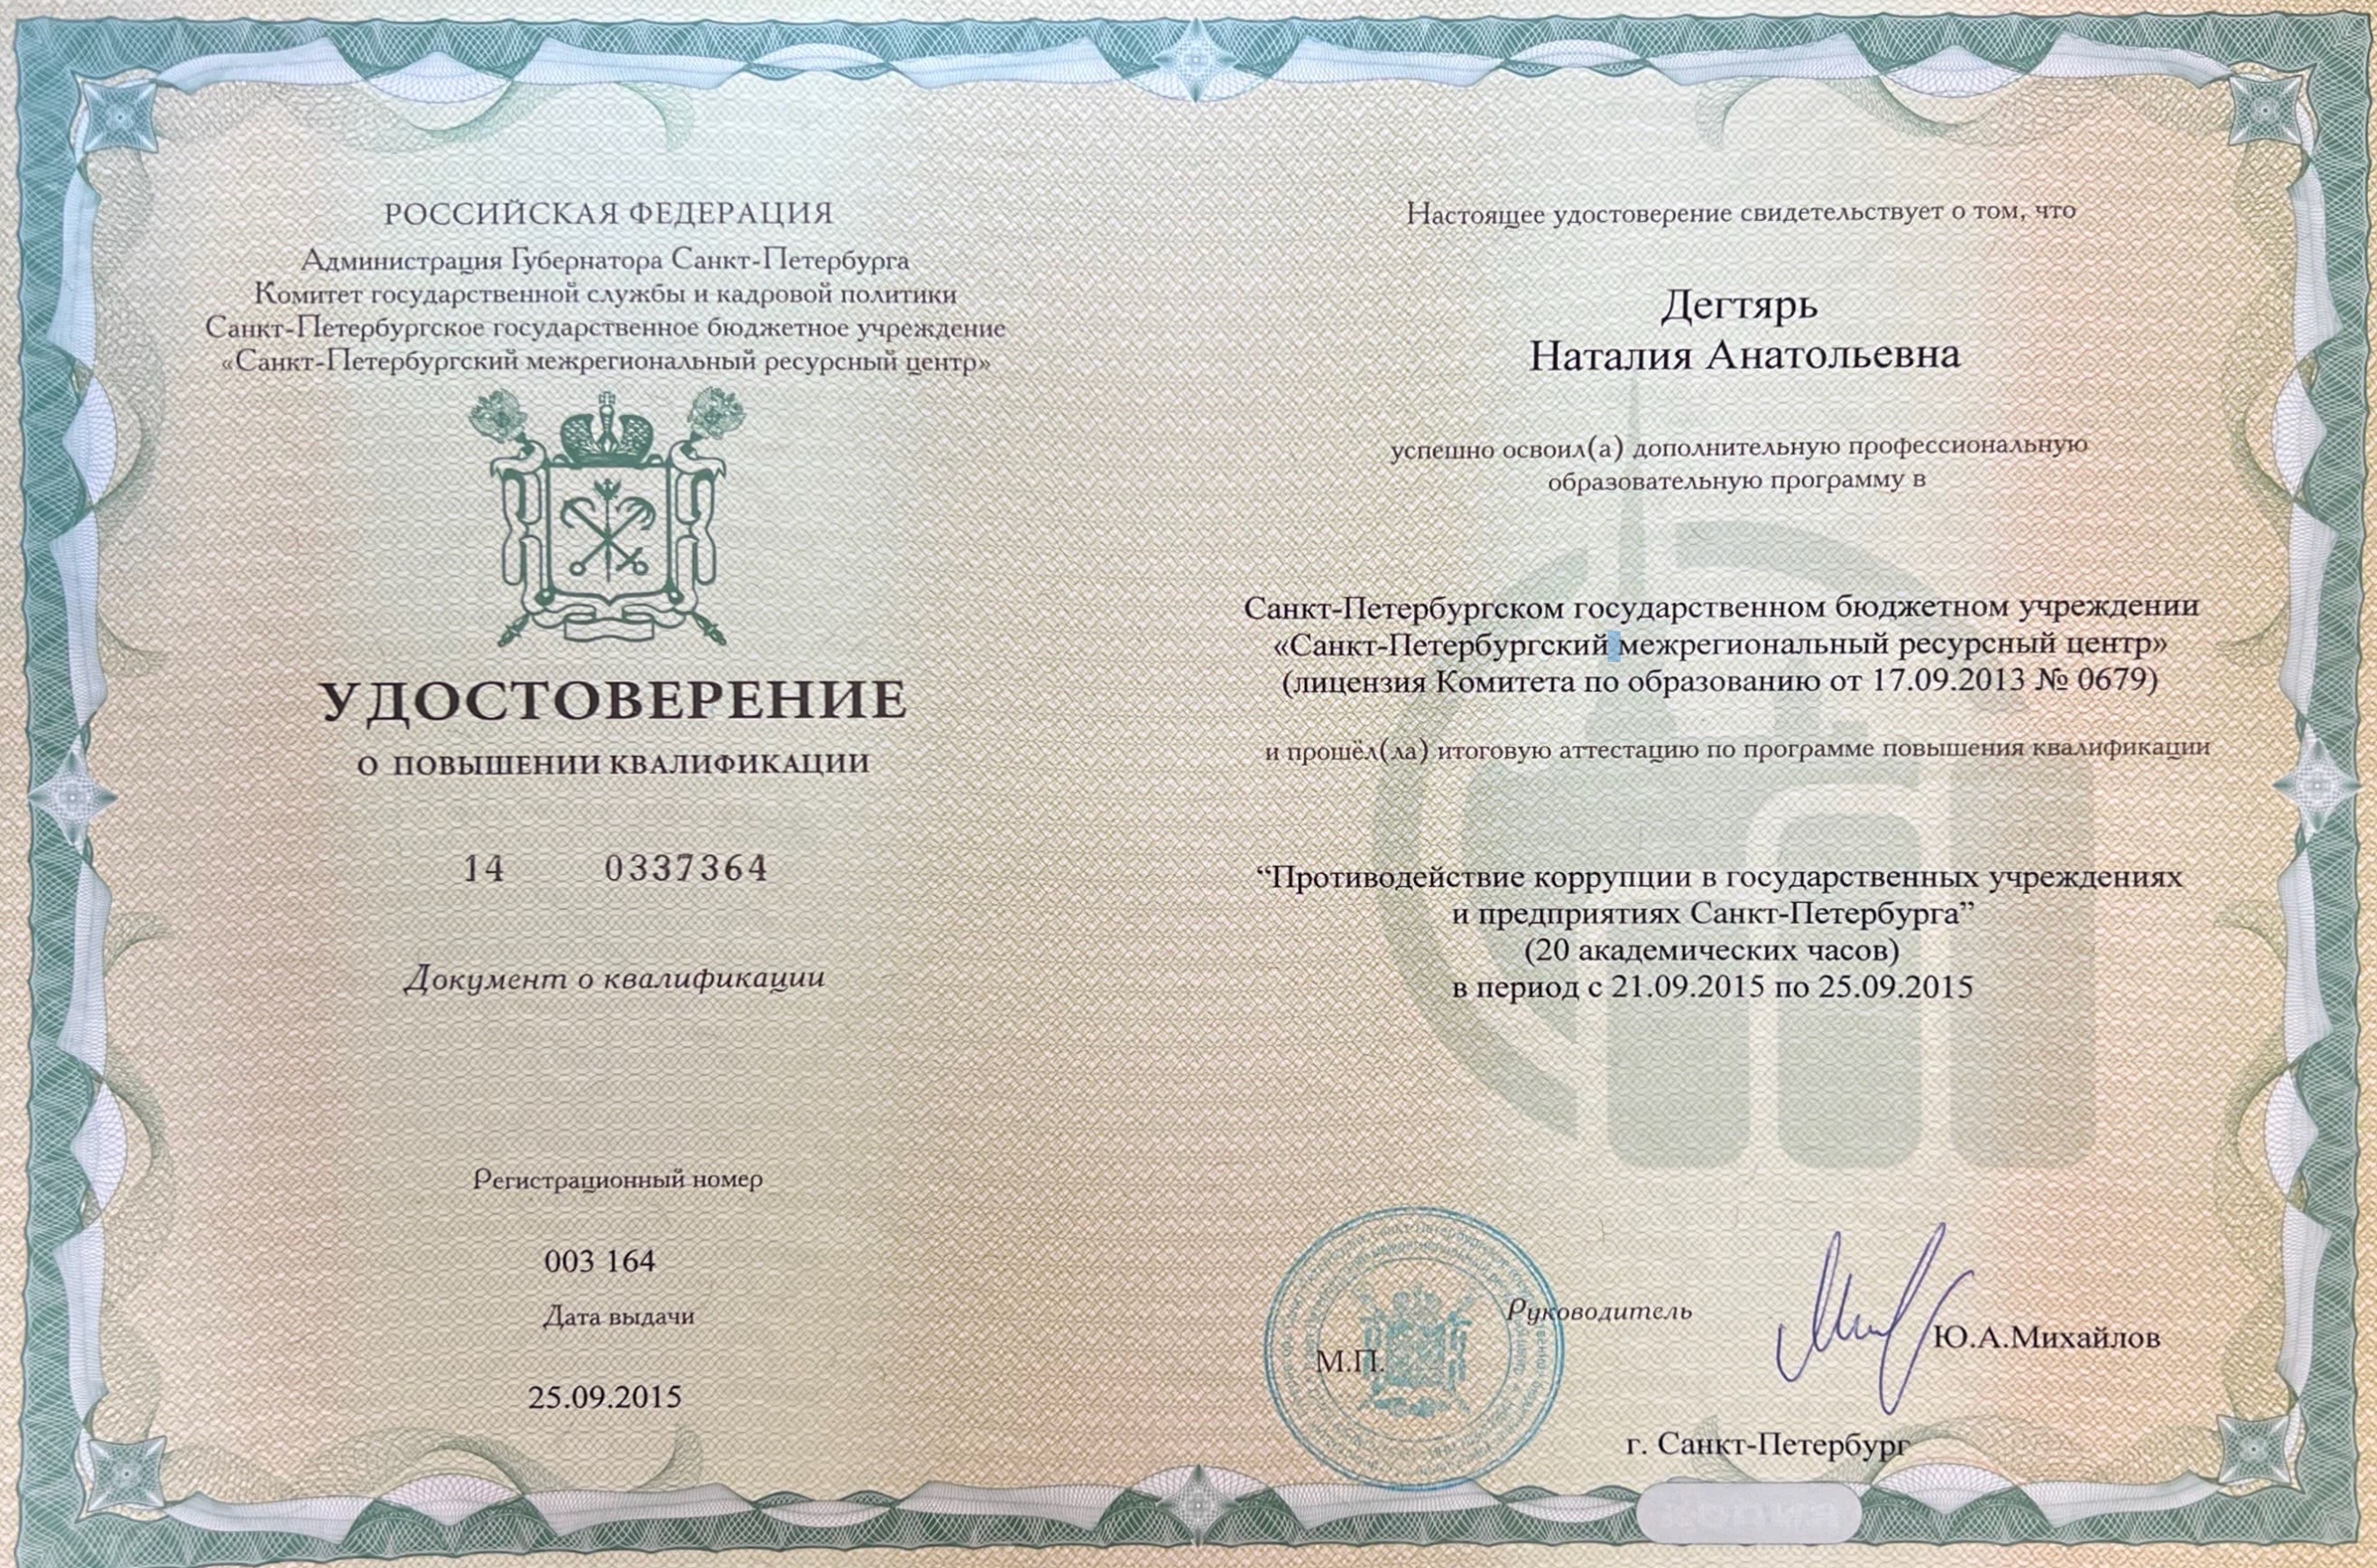 РОССИЙСКАЯ ФЕДЕРАЦИЯ
Администрация Губернатора Санкт-Петербурга
Комитет государственной службы и кадровой политики
Санкт-Петербургское государственное бюджетное учреждение
«Санкт-Петербургский межрегиональный ресурсный центр»
УДОСТОВЕРЕНИЕ
О ПОВЫШЕНИИ КВАЛИФИКАЦИИ
14 0337364
Документ о квалификации
Регистрационный номер
003 164
Дата выдачи
25.09.2015
Настоящее удостоверение свидетельствует о том, что
Дегтярь
Наталия Анатольевна
успешно освоил(а) дополнительную профессиональную
образовательную программу в
Санкт-Петербургском государственном бюджетном учреждении
«Санкт-Петербургский межрегиональный ресурсный центр»
(лицензия Комитета по образованию от 17.09.2013 № 0679)
и прошёл(ла) итоговую аттестацию по программе повышения квалификации
“Противодействие коррупции в государственных учреждениях
и предприятиях Санкт-Петербурга”
(20 академических часов)
в период с 21.09.2015 по 25.09.2015
Руководитель
Ю.А.Михайлов
М.П.
г. Санкт-Петербург